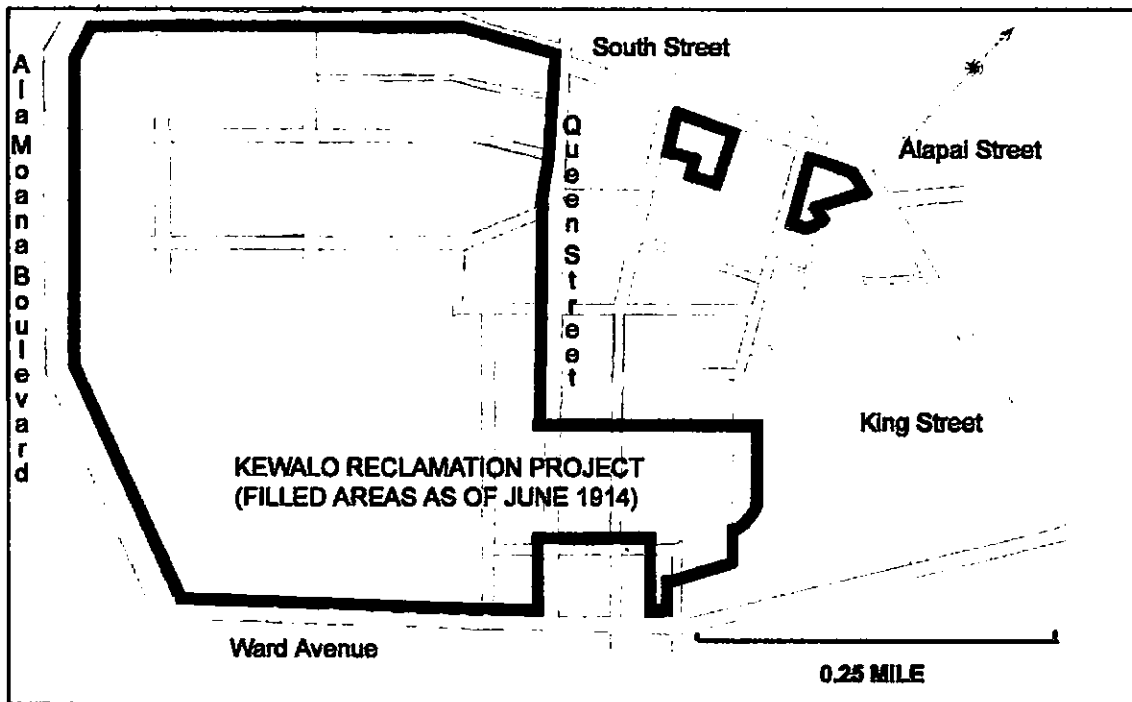 South Street
Alapai Street
Ala Moana Boulevard
Queen Street
King Street
KEWALO RECLAMATION PROJECT
(FILLED AREAS AS OF JUNE 1914)
Ward Avenue
0.25 MILE